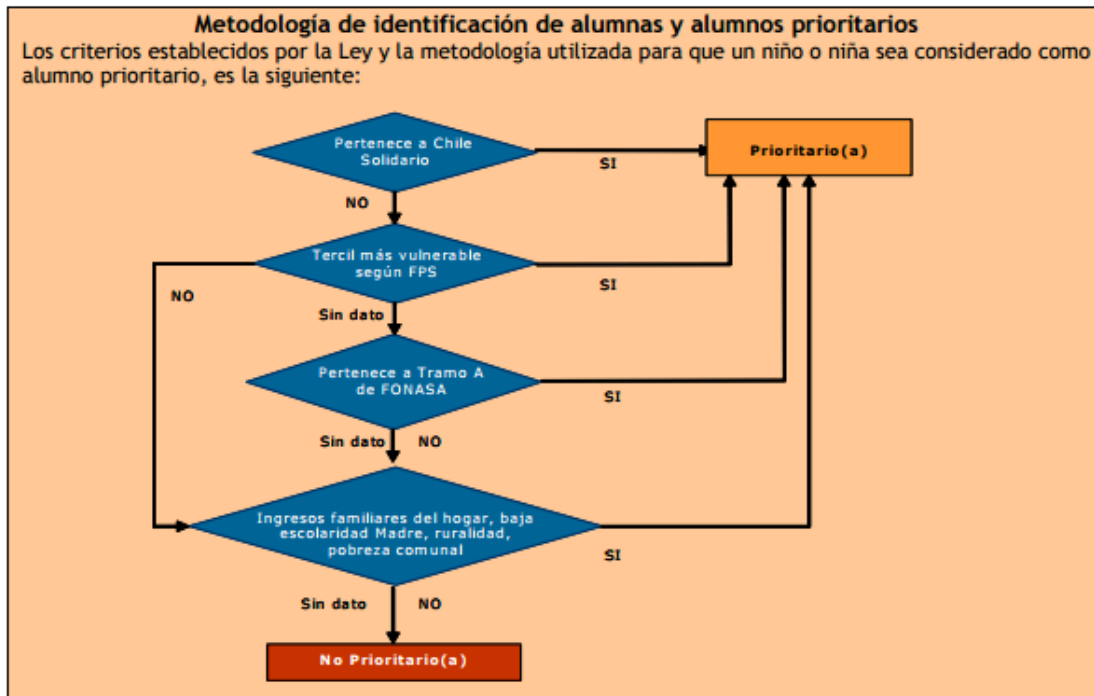 Metodología de identificación de alumnas y alumnos prioritarios
Los criterios establecidos por la Ley y la metodología utilizada para que un niño o niña sea considerado como
alumno prioritario, es la siguiente:
Pertenece a Chile
Solidario
SI
Prioritario(a)
NO
Tercil más vulnerable
según FPS
SI
NO
Sin dato
Pertenece a Tramo A
de FONASA
SI
Sin dato NO
Ingresos familiares del hogar, baja
escolaridad Madre, ruralidad,
pobreza comunal
SI
Sin dato NO
No Prioritario(a)